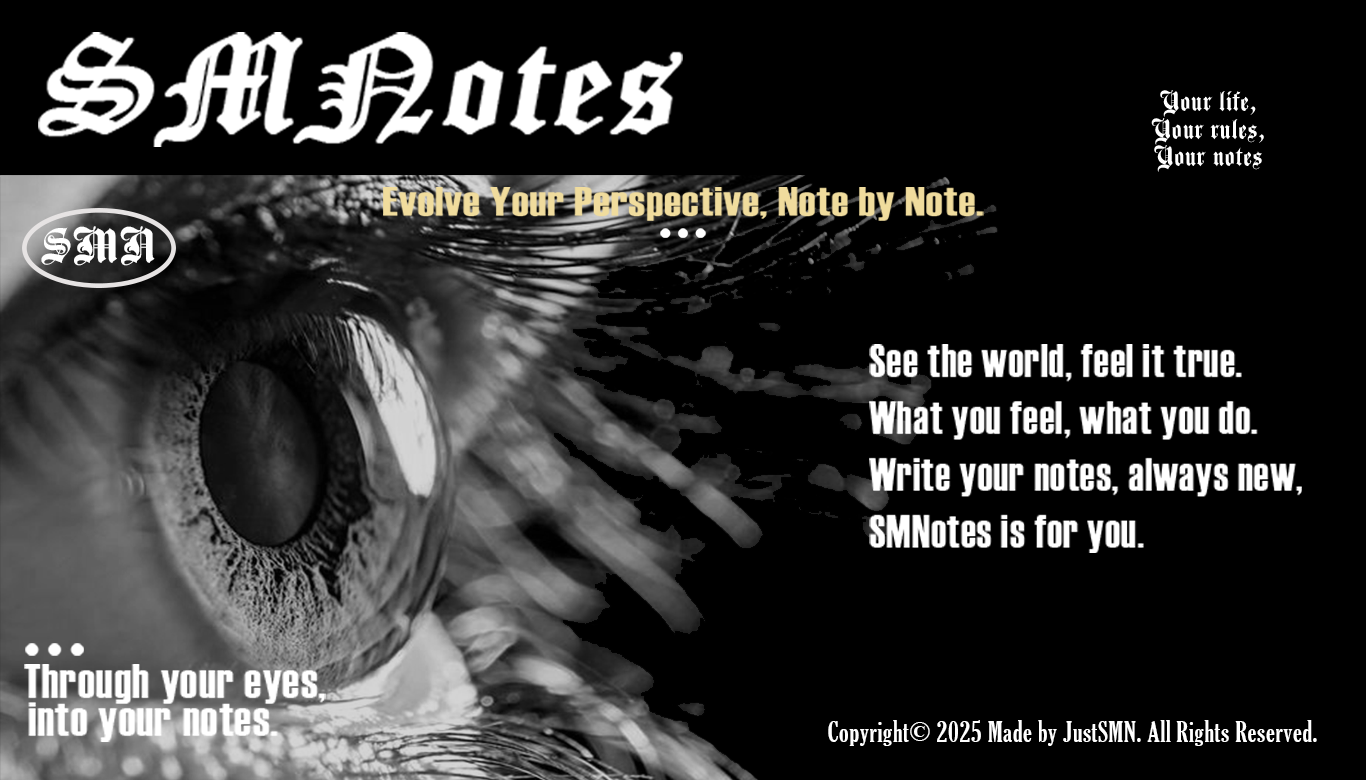 SMNotes
Your life,
Your rules,
Your notes
Evolve Your Perspective, Note by Note.
SMN
See the world, feel it true.
What you feel, what you do.
Write your notes, always new,
SMNotes is for you.
Through your eyes,
into your notes.
Copyright© 2025 Made by JustSMN. All Rights Reserved.